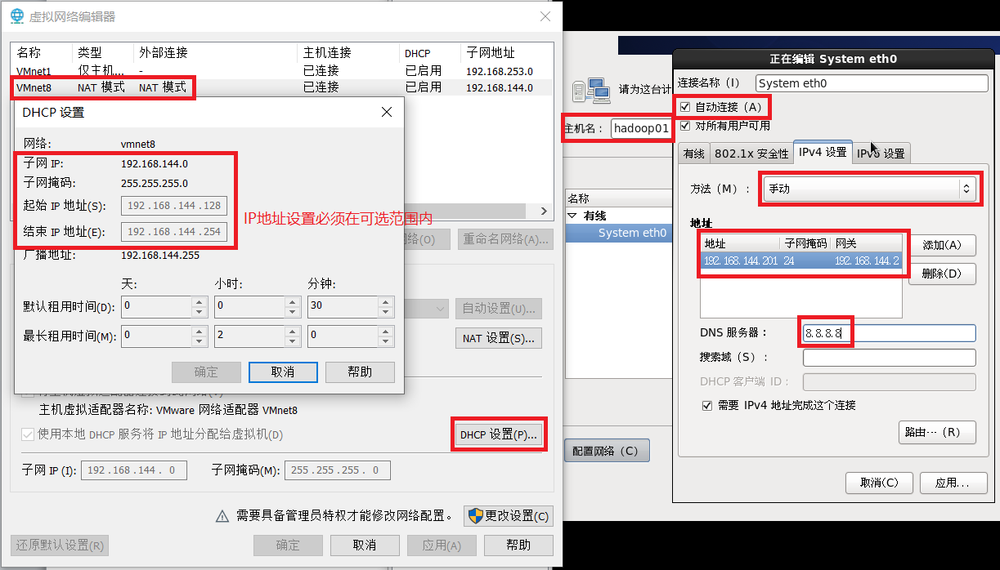 虚拟网络编辑器
名称 类型 外部连接 主机连接 DHCP 子网地址
VMnet1 仅主机... - 已连接 已启用 192.168.253.0
VMnet8 NAT 模式 NAT 模式 已连接 已启用 192.168.144.0
DHCP 设置
网络: vmnet8
子网 IP: 192.168.144.0
子网掩码: 255.255.255.0
起始 IP 地址(S): 192.168.144.128
结束 IP 地址(E): 192.168.144.254
广播地址: 192.168.144.255
天: 小时: 分钟:
默认租用时间(D): 0 0 30
最长租用时间(M): 0 2 0
确定 取消 帮助
IP地址设置必须在可选范围内
网络(O) 重命名网络(A)...
自动设置(U)...
NAT 设置(S)...
主机虚拟适配器名称: VMware 网络适配器 VMnet8
使用本地 DHCP 服务将 IP 地址分配给虚拟机(D)
DHCP 设置(P)...
子网 IP (I): 192.168.144. 0 子网掩码(M): 255.255.255. 0
需要具备管理员特权才能修改网络配置。 更改设置(C)
还原默认设置(R) 确定 取消 应用(A) 帮助
请为这台计
主机名： hadoop01
名称
有线
System eth0
配置网络（C）
正在编辑 System eth0
连接名称（I） System eth0
自动连接（A）
对所有用户可用
有线 802.1x 安全性 IPv4 设置 IPv6 设置
方法（M）： 手动
地址
地址 子网掩码 网关
192.168.144.201 24 192.168.144.2
添加(A)
删除(D)
DNS 服务器： 8.8.8.8
搜索域（S）：
DHCP 客户端 ID：
需要 IPv4 地址完成这个连接
路由…（R）
取消(C) 应用...